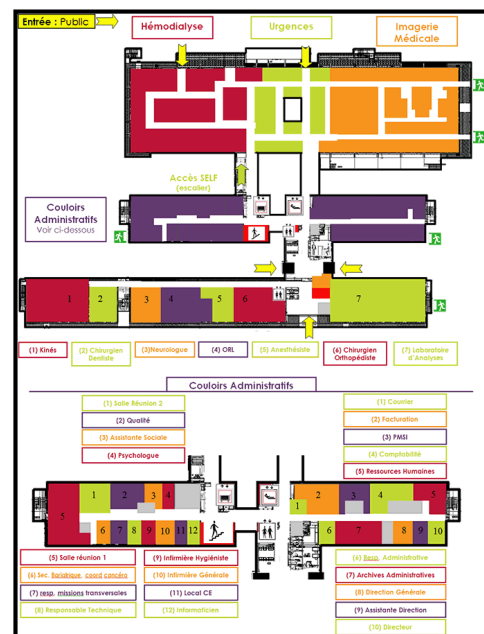 Entrée : Public
Hémodialyse
Urgences
Imagerie
Médicale
Accès SELF
(escalier)
Couloirs
Administratifs
Voir ci-dessous
1
2
3
4
5
6
7
(1) Kinés
(2) Chirurgien
Dentiste
(3)Neurologue
(4) ORL
(5) Anesthésiste
(6) Chirurgien
Orthopédiste
(7) Laboratoire
d'Analyses
Couloirs Administratifs
(1) Salle Réunion 2
(2) Qualité
(3) Assistante Sociale
(4) Psychologue
(1) Courrier
(2) Facturation
(3) PMSI
(4) Comptabilité
(5) Ressources Humaines
1
2
3
4
5
6
7
8
9
10
11
12
1
2
3
4
5
6
7
8
9
10
(5) Salle réunion 1
(6) Sec. Bariatrique, coord cancéro
(7) resp. missions transversales
(8) Responsable Technique
(9) Infirmière Hygiéniste
(10) Infirmière Générale
(11) Local CE
(12) Informaticien
(6) Resp. Administrative
(7) Archives Administratives
(8) Direction Générale
(9) Assistante Direction
(10) Directeur